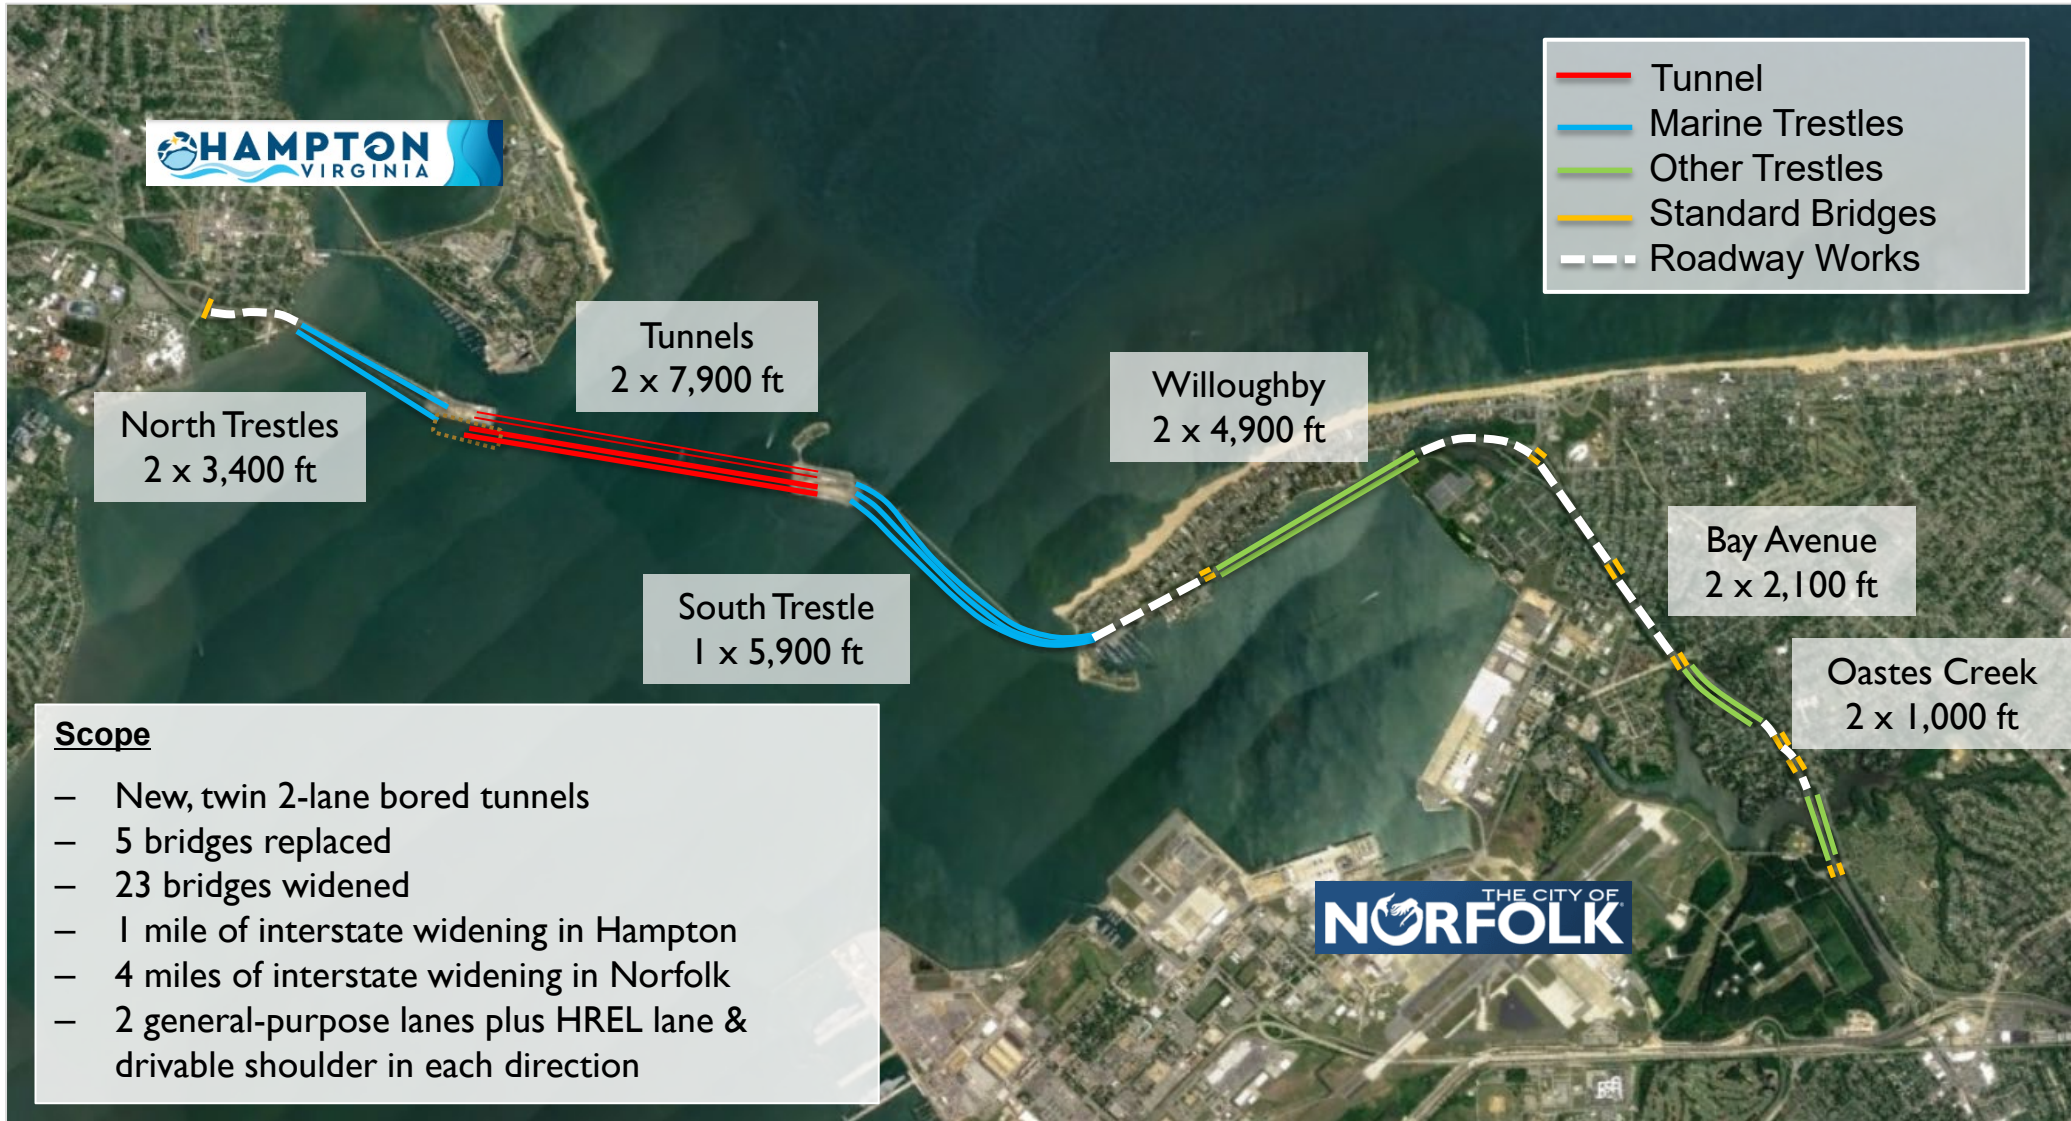 HAMPTON
VIRGINIA
Tunnel
Marine Trestles
Other Trestles
Standard Bridges
Roadway Works
Tunnels
2 x 7,900 ft
North Trestles
2 x 3,400 ft
Willoughby
2 x 4,900 ft
Bay Avenue
2 x 2,100 ft
South Trestle
1 x 5,900 ft
Oastes Creek
2 x 1,000 ft
Scope
– New, twin 2-lane bored tunnels
– 5 bridges replaced
– 23 bridges widened
– 1 mile of interstate widening in Hampton
– 4 miles of interstate widening in Norfolk
– 2 general-purpose lanes plus HREL lane &
drivable shoulder in each direction
THE CITY OF
NORFOLK